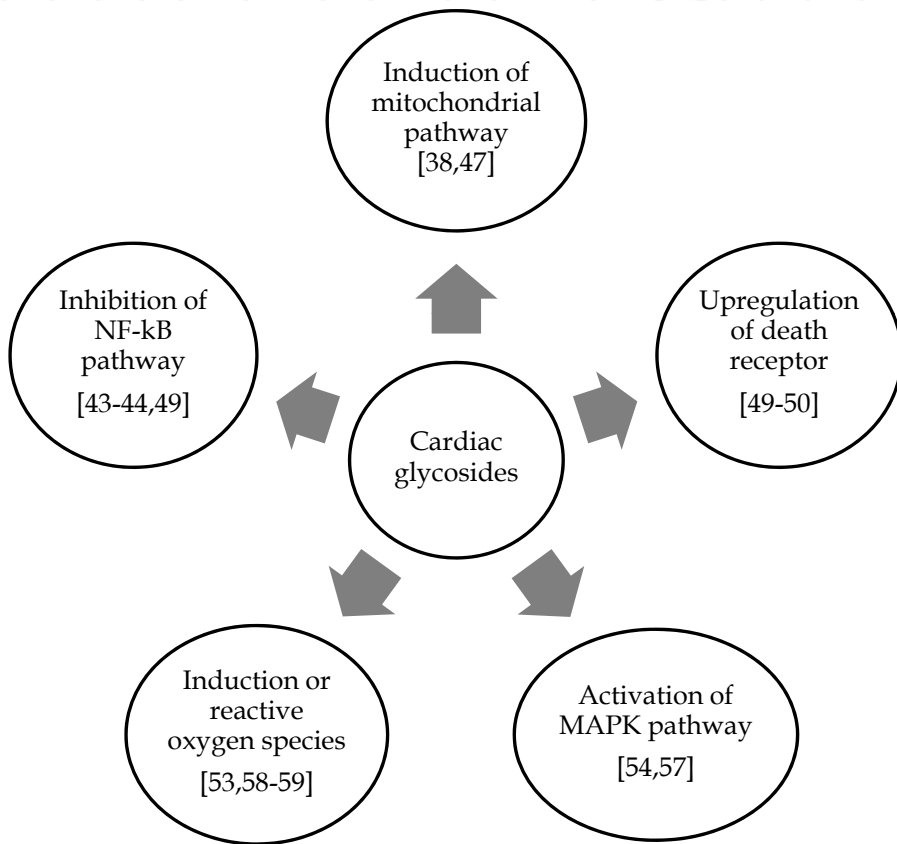 Induction of
mitochondrial
pathway
[38,47]
Inhibition of
NF-kB
pathway
[43-44,49]
Upregulation
of death
receptor
[49-50]
Cardiac
glycosides
Induction or
reactive
oxygen species
[53,58-59]
Activation of
MAPK pathway
[54,57]